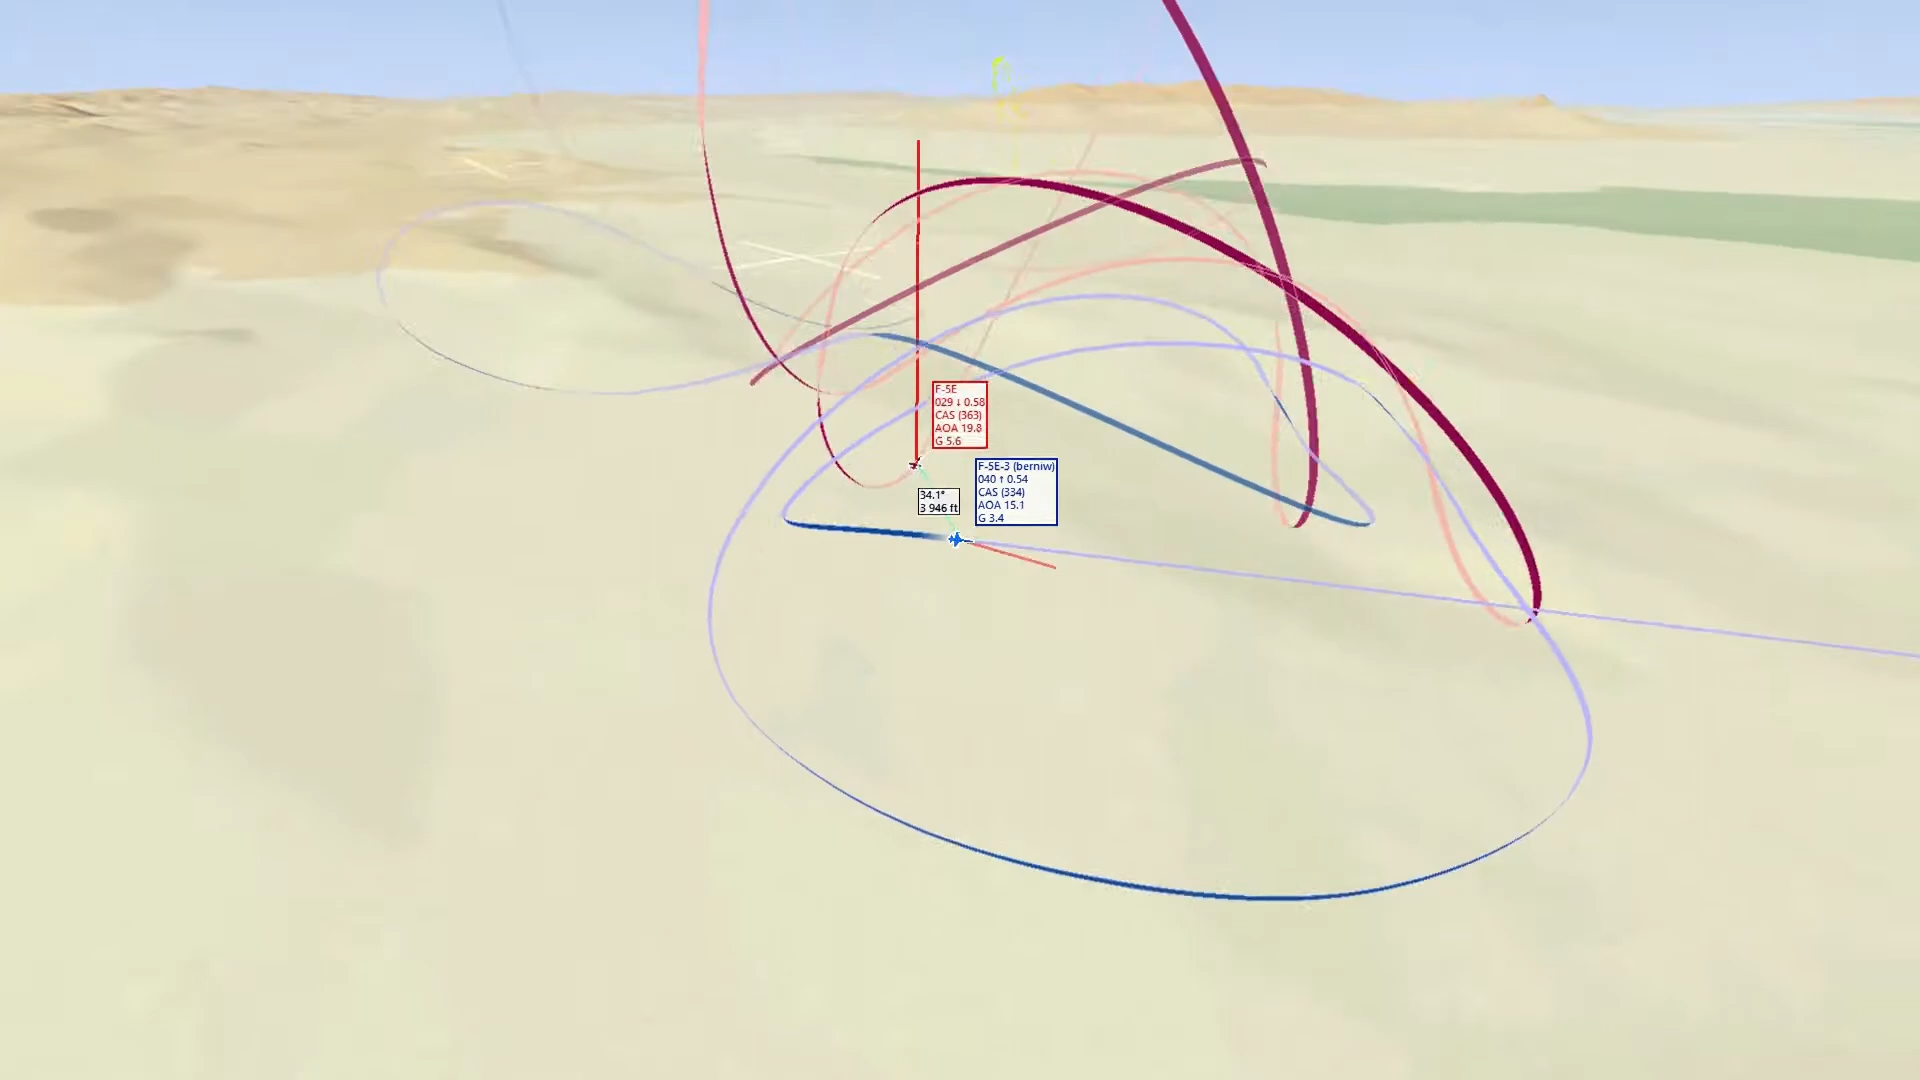 F-5E
029 ↓ 0.58
CAS (363)
AOA 19.8
G 5.6
F-5E-3 (berniw)
040 ↑ 0.54
CAS (334)
AOA 15.1
G 3.4
34.1°
3 946 ft